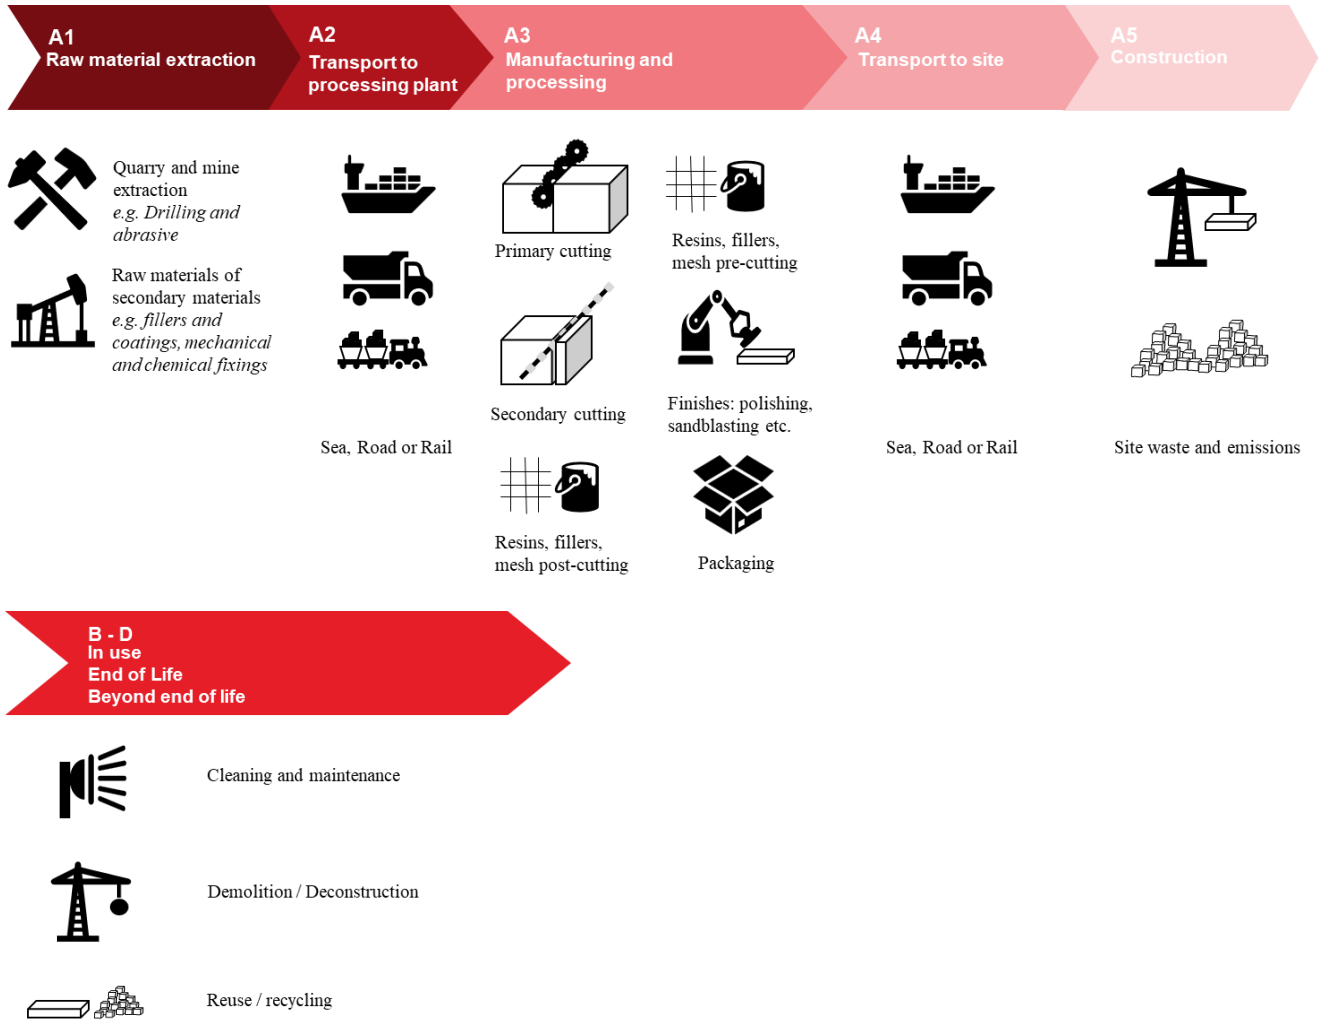 A1
Raw material extraction
A2
Transport to
processing plant
A3
Manufacturing and
processing
A4
Transport to site
A5
Construction
Quarry and mine
extraction
e.g. Drilling and
abrasive
Raw materials of
secondary materials
e.g. fillers and
coatings, mechanical
and chemical fixings
Sea, Road or Rail
Primary cutting
Secondary cutting
Resins, fillers,
mesh post-cutting
Resins, fillers,
mesh pre-cutting
Finishes: polishing,
sandblasting etc.
Packaging
Sea, Road or Rail
Site waste and emissions
B - D
In use
End of Life
Beyond end of life
Cleaning and maintenance
Demolition / Deconstruction
Reuse / recycling